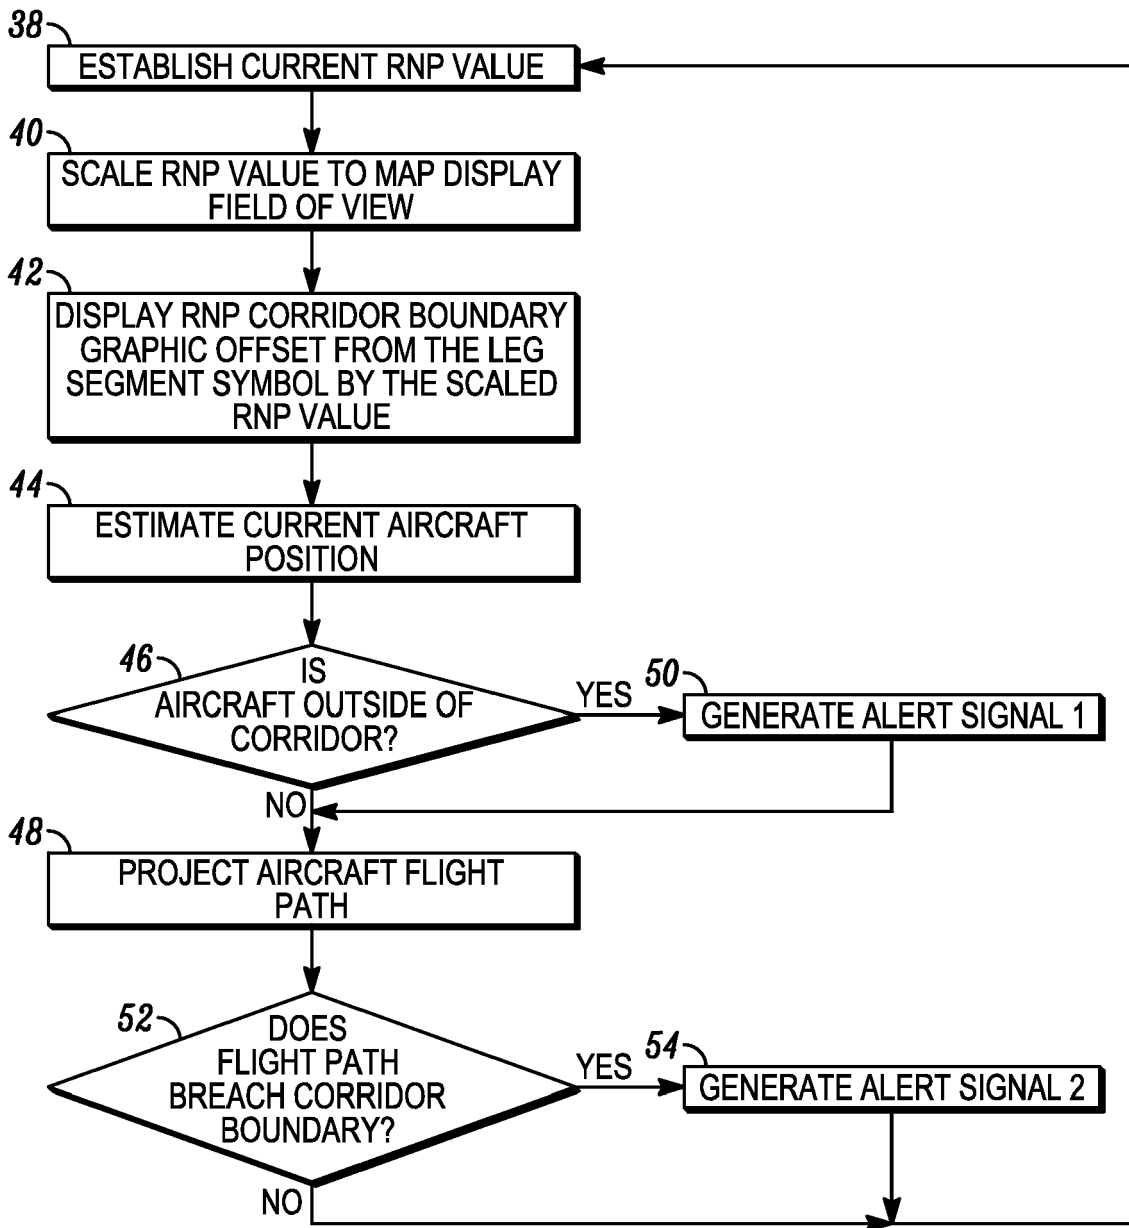 38
ESTABLISH CURRENT RNP VALUE
40
SCALE RNP VALUE TO MAP DISPLAY
FIELD OF VIEW
42
DISPLAY RNP CORRIDOR BOUNDARY
GRAPHIC OFFSET FROM THE LEG
SEGMENT SYMBOL BY THE SCALED
RNP VALUE
44
ESTIMATE CURRENT AIRCRAFT
POSITION
46
IS
AIRCRAFT OUTSIDE OF
CORRIDOR?
YES
50
GENERATE ALERT SIGNAL 1
NO
48
PROJECT AIRCRAFT FLIGHT
PATH
52
DOES
FLIGHT PATH
BREACH CORRIDOR
BOUNDARY?
YES
54
GENERATE ALERT SIGNAL 2
NO